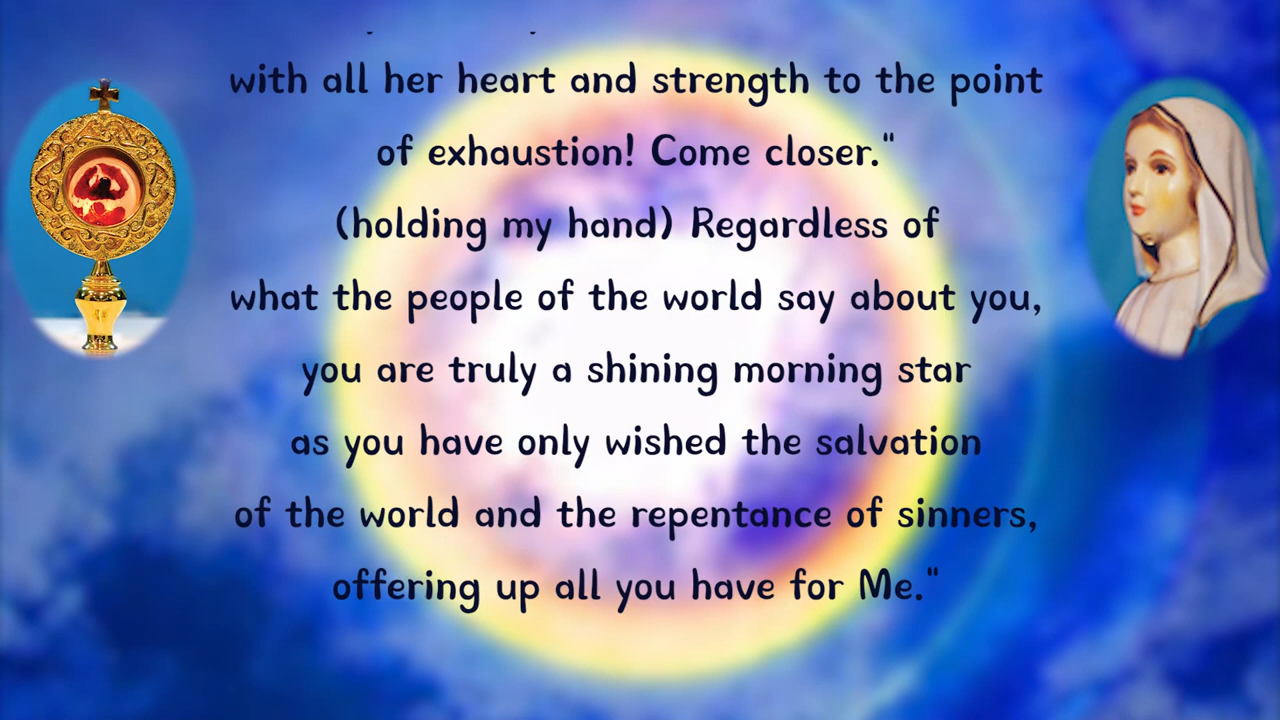 with all her heart and strength to the point
of exhaustion! Come closer."
(holding my hand) Regardless of
what the people of the world say about you,
you are truly a shining morning star
as you have only wished the salvation
of the world and the repentance of sinners,
offering up all you have for Me."